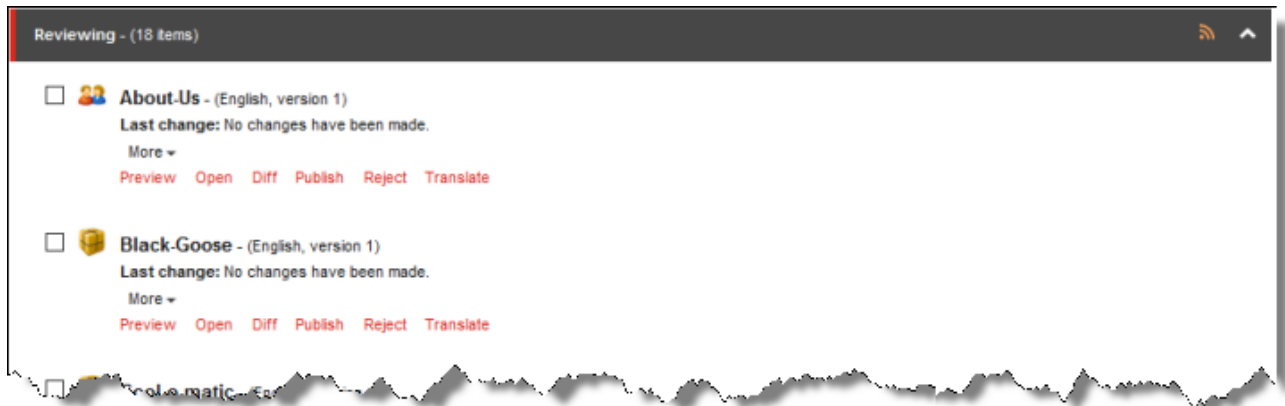 Reviewing - (18 items)
About-Us - (English, version 1)
Last change: No changes have been made.
More
Preview Open Diff Publish Reject Translate
Black-Goose - (English, version 1)
Last change: No changes have been made.
More
Preview Open Diff Publish Reject Translate